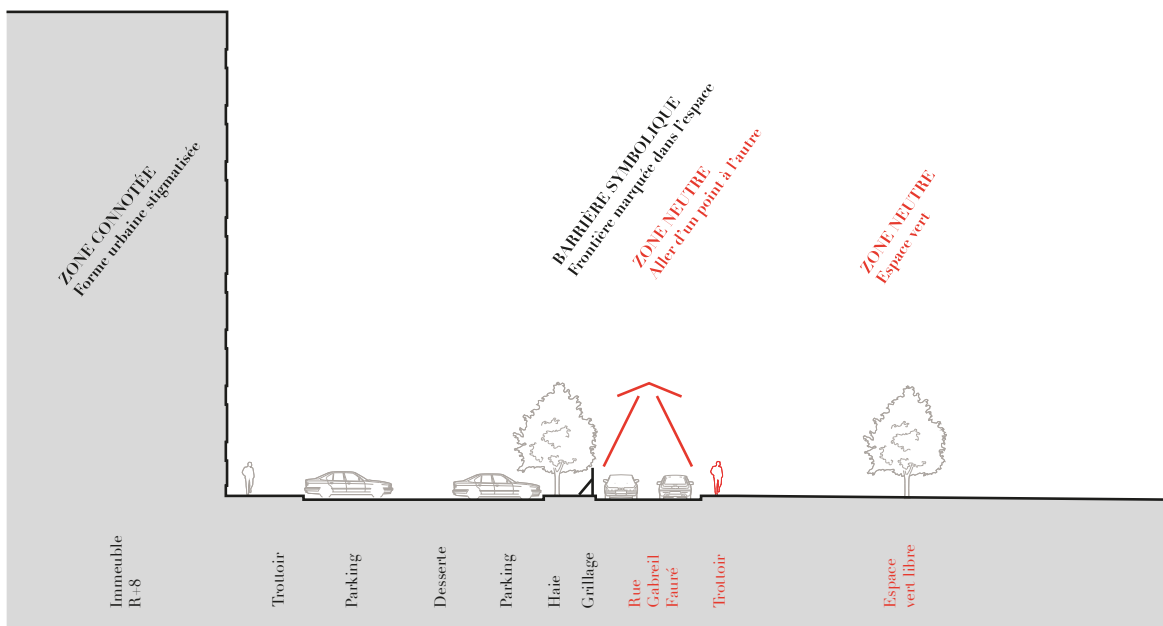 ZONE CONNOTÉE
Forme urbaine stigmatisée
BARRIÈRE SYMBOLIQUE
Frontière marquée dans l'espace
ZONE NEUTRE
Aller d'un point à l'autre
ZONE NEUTRE
Espace vert
Immeuble
R+8
Trottoir
Parking
Desserte
Parking
Haie
Grillage
Rue
Gabreil
Fauré
Trottoir
Espace
vert libre